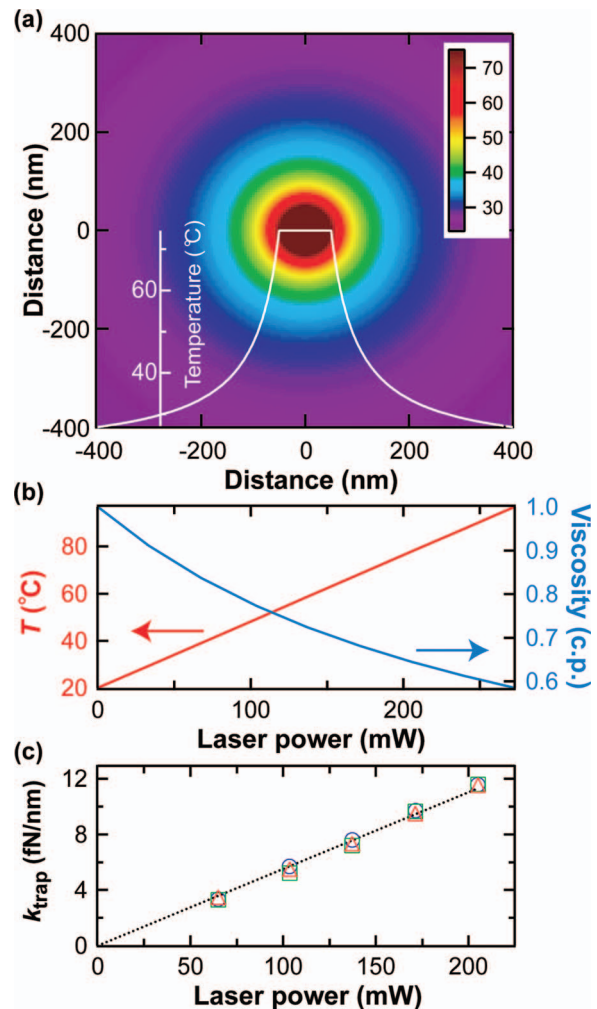 (a)
400
200
0
-200
-400
Distance (nm)
70
60
50
40
30
60
40
Temperature (°C)
-400 -200 0 200 400
Distance (nm)
(b)
80
60
40
20
T (°C)
1.0
0.9
0.8
0.7
0.6
Viscosity (c.p.)
0 100 200
Laser power (mW)
(c)
12
8
4
0
ktrap (fN/nm)
0 50 100 150 200
Laser power (mW)